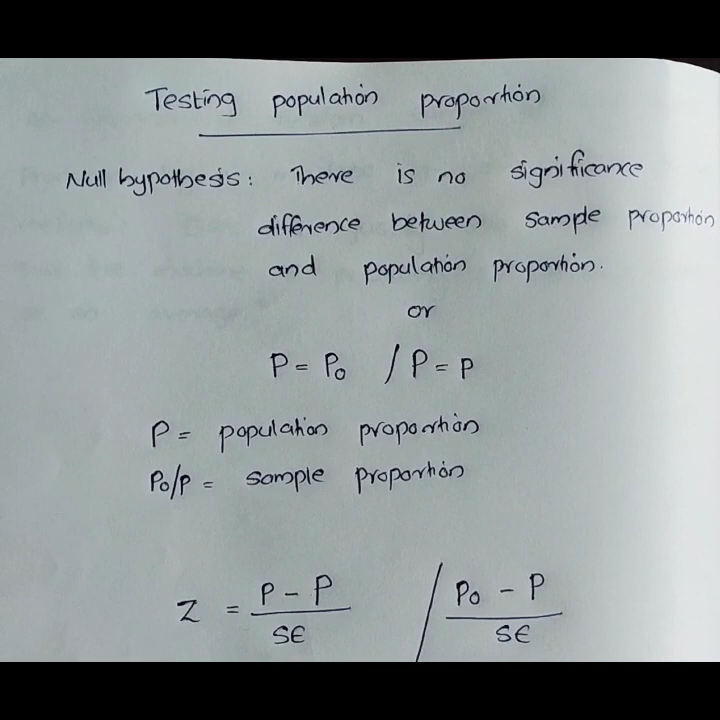 Testing population proportion
Null hypothesis: There is no significance
difference between sample proportion
and population proportion.
or
P = P₀ / P = p
P = population proportion
P₀/p = sample proportion
Z = p - P / SE / P₀ - P / SE